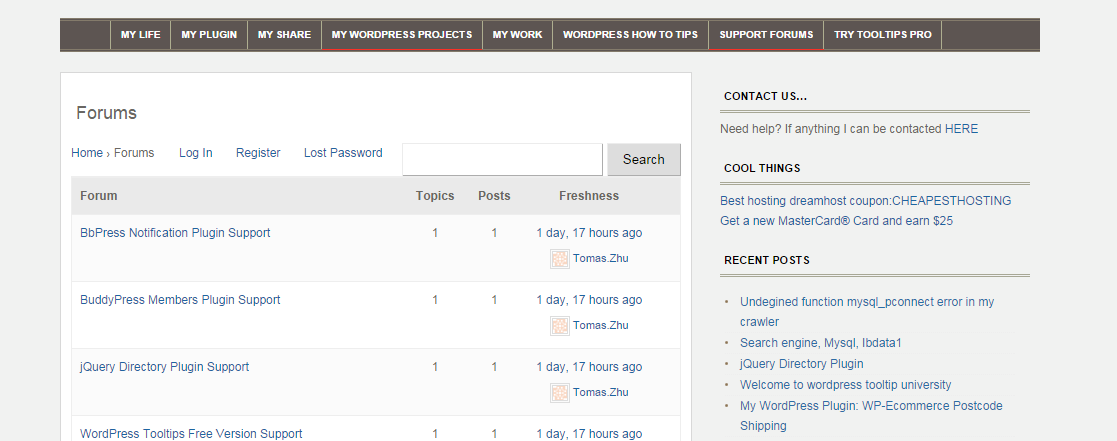 MY LIFE MY PLUGIN MY SHARE MY WORDPRESS PROJECTS MY WORK WORDPRESS HOW TO TIPS SUPPORT FORUMS TRY TOOLTIPS PRO
Forums
Home › Forums Log In Register Lost Password Search
Forum Topics Posts Freshness
BbPress Notification Plugin Support 1 1 1 day, 17 hours ago
Tomas.Zhu
BuddyPress Members Plugin Support 1 1 1 day, 17 hours ago
Tomas.Zhu
jQuery Directory Plugin Support 1 1 1 day, 17 hours ago
Tomas.Zhu
WordPress Tooltips Free Version Support 1 1 1 day, 17 hours ago
CONTACT US...
Need help? If anything I can be contacted HERE
COOL THINGS
Best hosting dreamhost coupon:CHEAPESTHOSTING
Get a new MasterCard® Card and earn $25
RECENT POSTS
• Undegined function mysql_pconnect error in my
crawler
• Search engine, Mysql, Ibdata1
• jQuery Directory Plugin
• Welcome to wordpress tooltip university
• My WordPress Plugin: WP-Ecommerce Postcode
Shipping